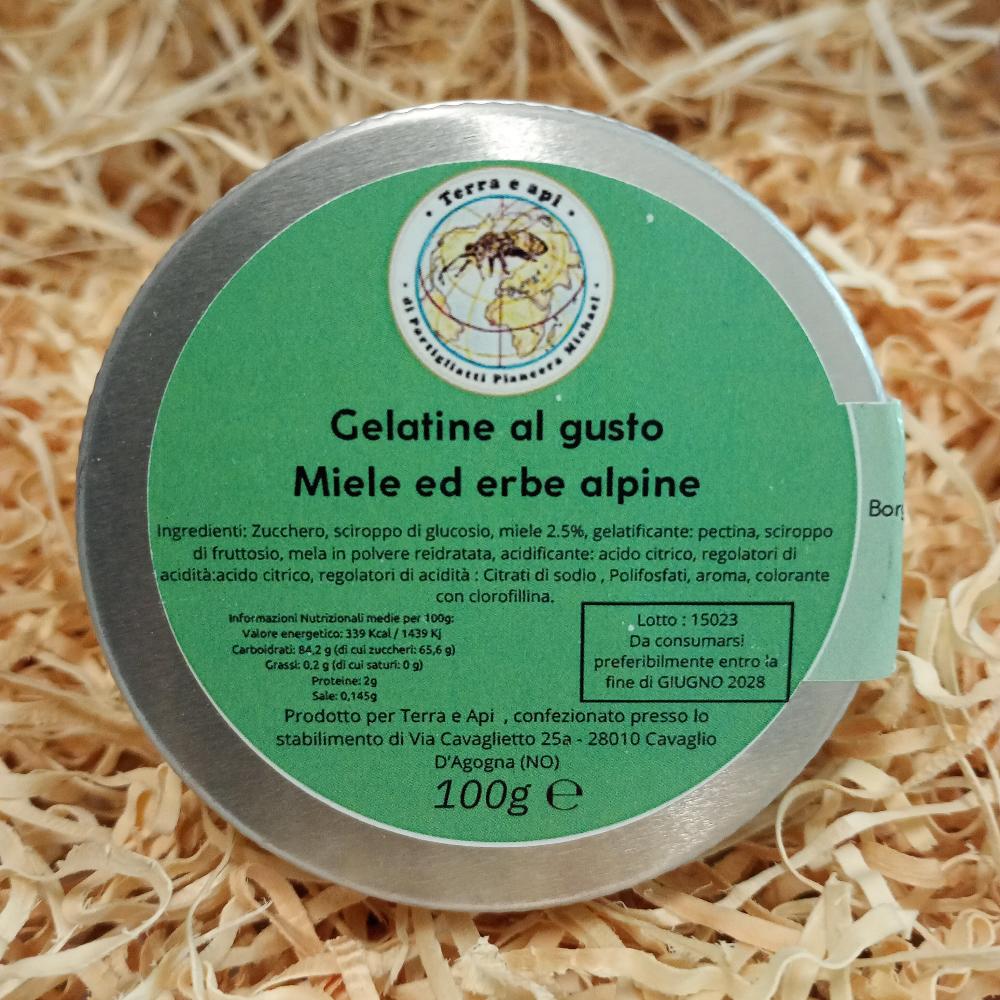 Terra e api
di Portigliatti Piancera Michael
Gelatine al gusto
Miele ed erbe alpine
Ingredienti: Zucchero, sciroppo di glucosio, miele 2.5%, gelatificante: pectina, sciroppo
di fruttosio, mela in polvere reidratata, acidificante: acido citrico, regolatori di
acidità:acido citrico, regolatori di acidità : Citrati di sodio , Polifosfati, aroma, colorante
con clorofillina.
Informazioni Nutrizionali medie per 100g:
Valore energetico: 339 Kcal / 1439 Kj
Carboidrati: 84,2 g (di cui zuccheri: 65,6 g)
Grassi: 0,2 g (di cui saturi: 0 g)
Proteine: 2g
Sale: 0,145g
Lotto : 15023
Da consumarsi
preferibilmente entro la
fine di GIUGNO 2028
Prodotto per Terra e Api , confezionato presso lo
stabilimento di Via Cavaglietto 25a - 28010 Cavaglio
D'Agogna (NO)
100g ℮